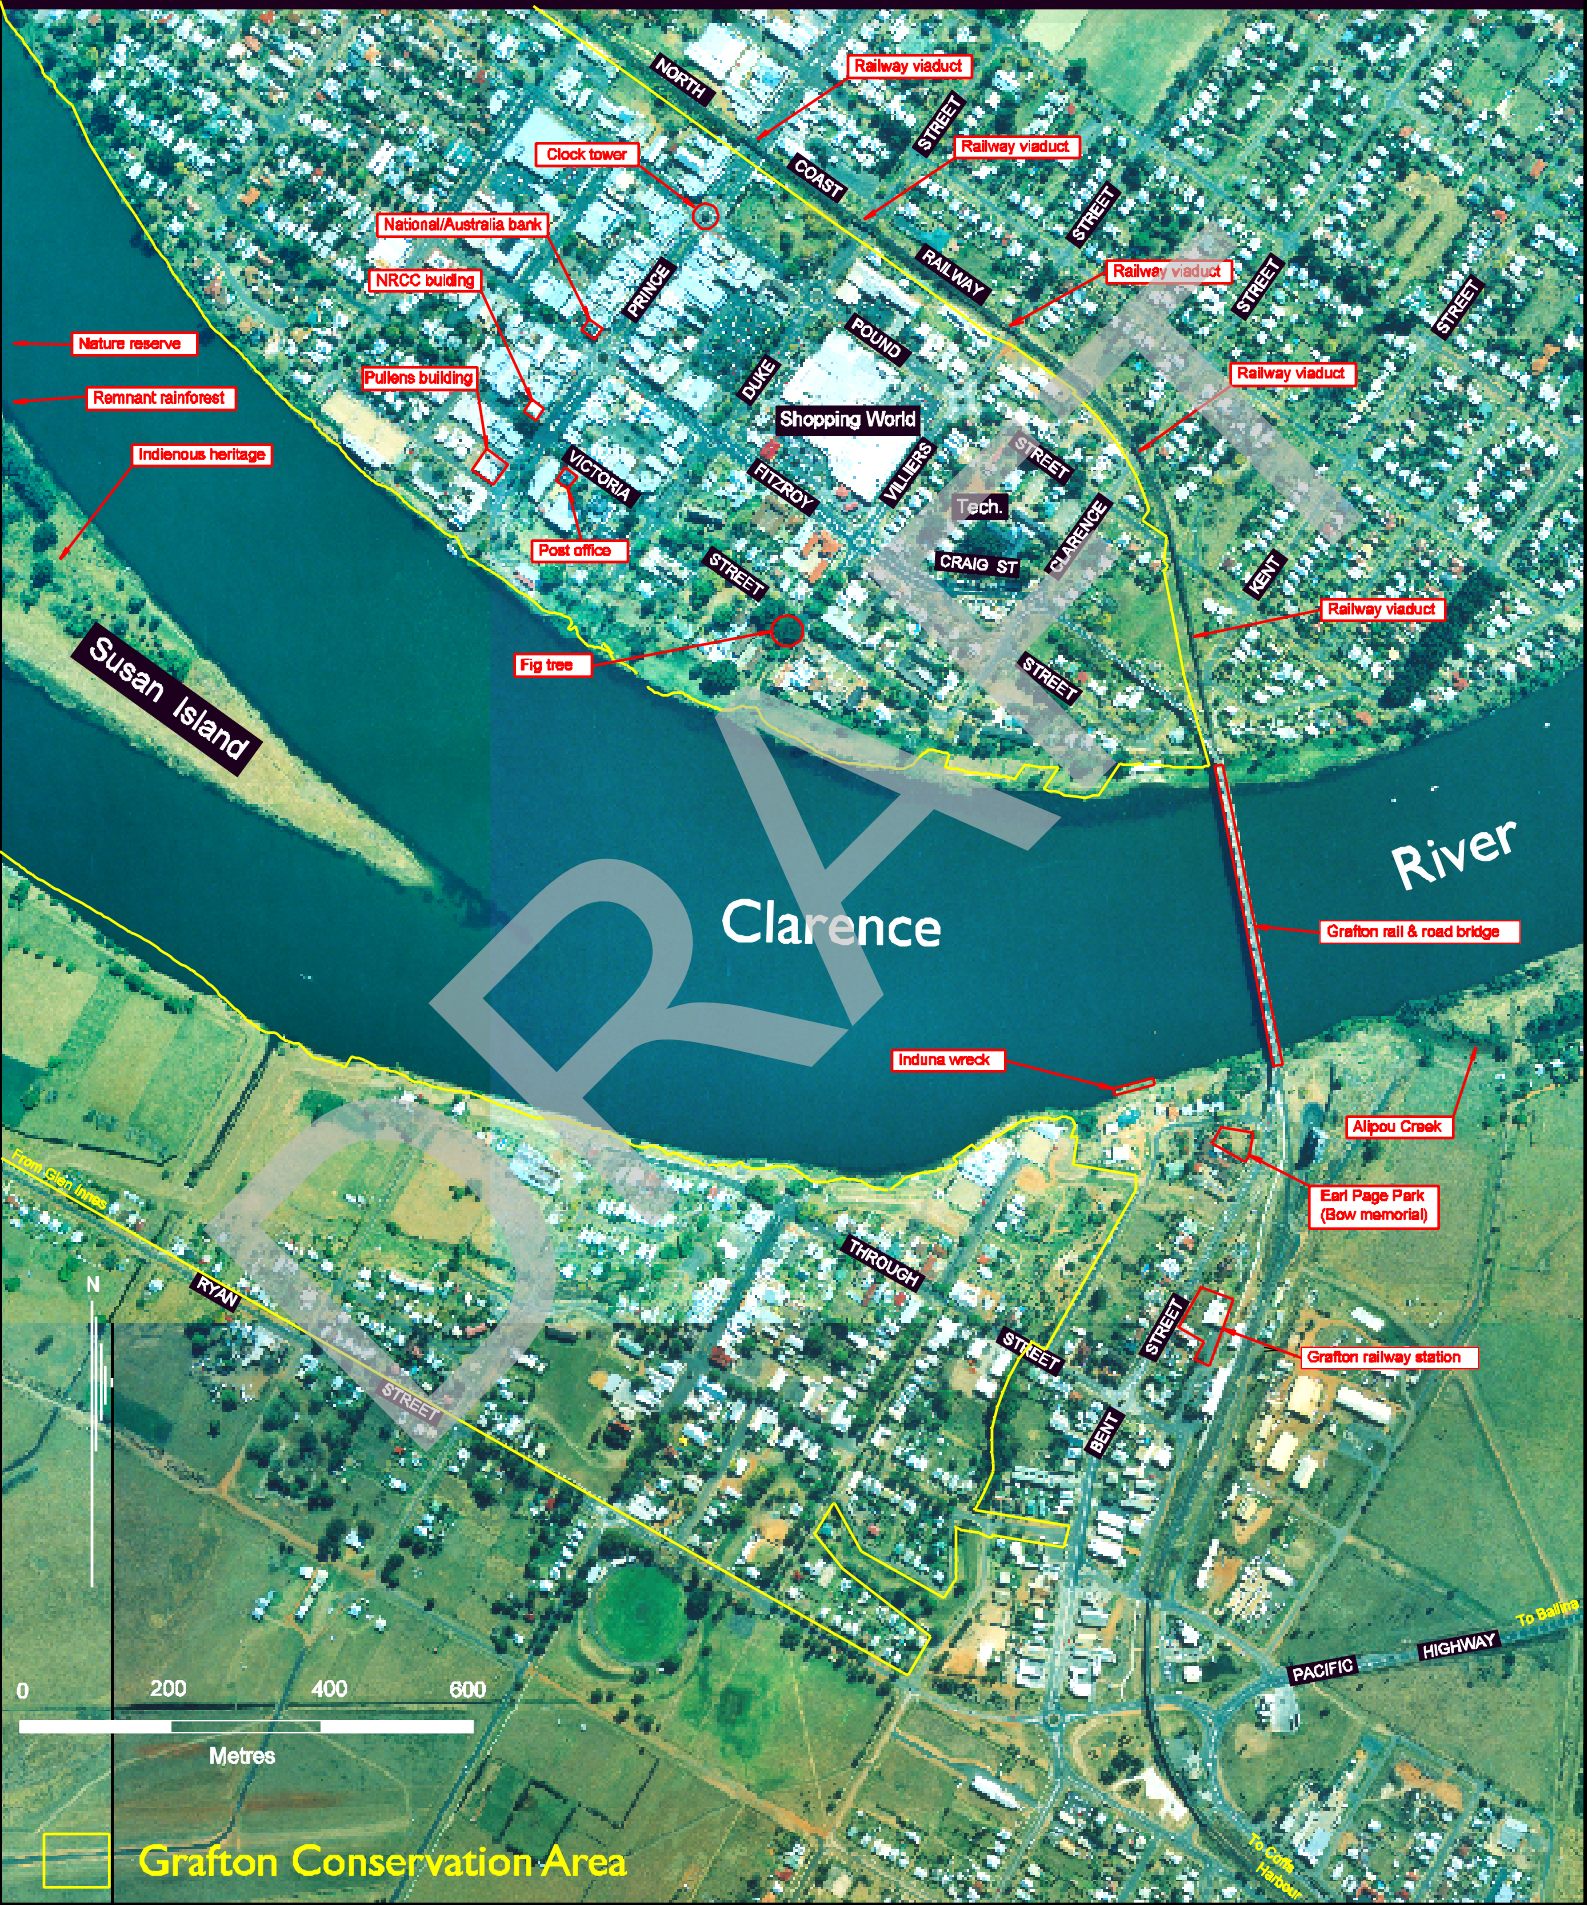 NORTH
Railway viaduct
STREET
Clock tower
Railway viaduct
COAST
STREET
National/Australia bank
PRINCE
RAILWAY
Railway viaduct
STREET
STREET
NRCC buiding
Nature reserve
POUND
DUKE
Railway viaduct
Pullens building
Remnant rainforest
Shopping World
Indienous heritage
VICTORIA
FITZROY
VILLIERS
STREET
Tech.
CLARENCE
Post office
STREET
CRAIG ST
KENT
Railway viaduct
Fig tree
STREET
Susan Island
River
Clarence
Grafton rail & road bridge
DRAFT
Induna wreck
Alipou Creek
From Glen Innes
Earl Page Park
(Bow memorial)
THROUGH
N
RYAN
STREET
STREET
Grafton railway station
STREET
BENT
To Ballina
HIGHWAY
PACIFIC
0 200 400 600
Metres
To Coffs
Harbour
Grafton Conservation Area